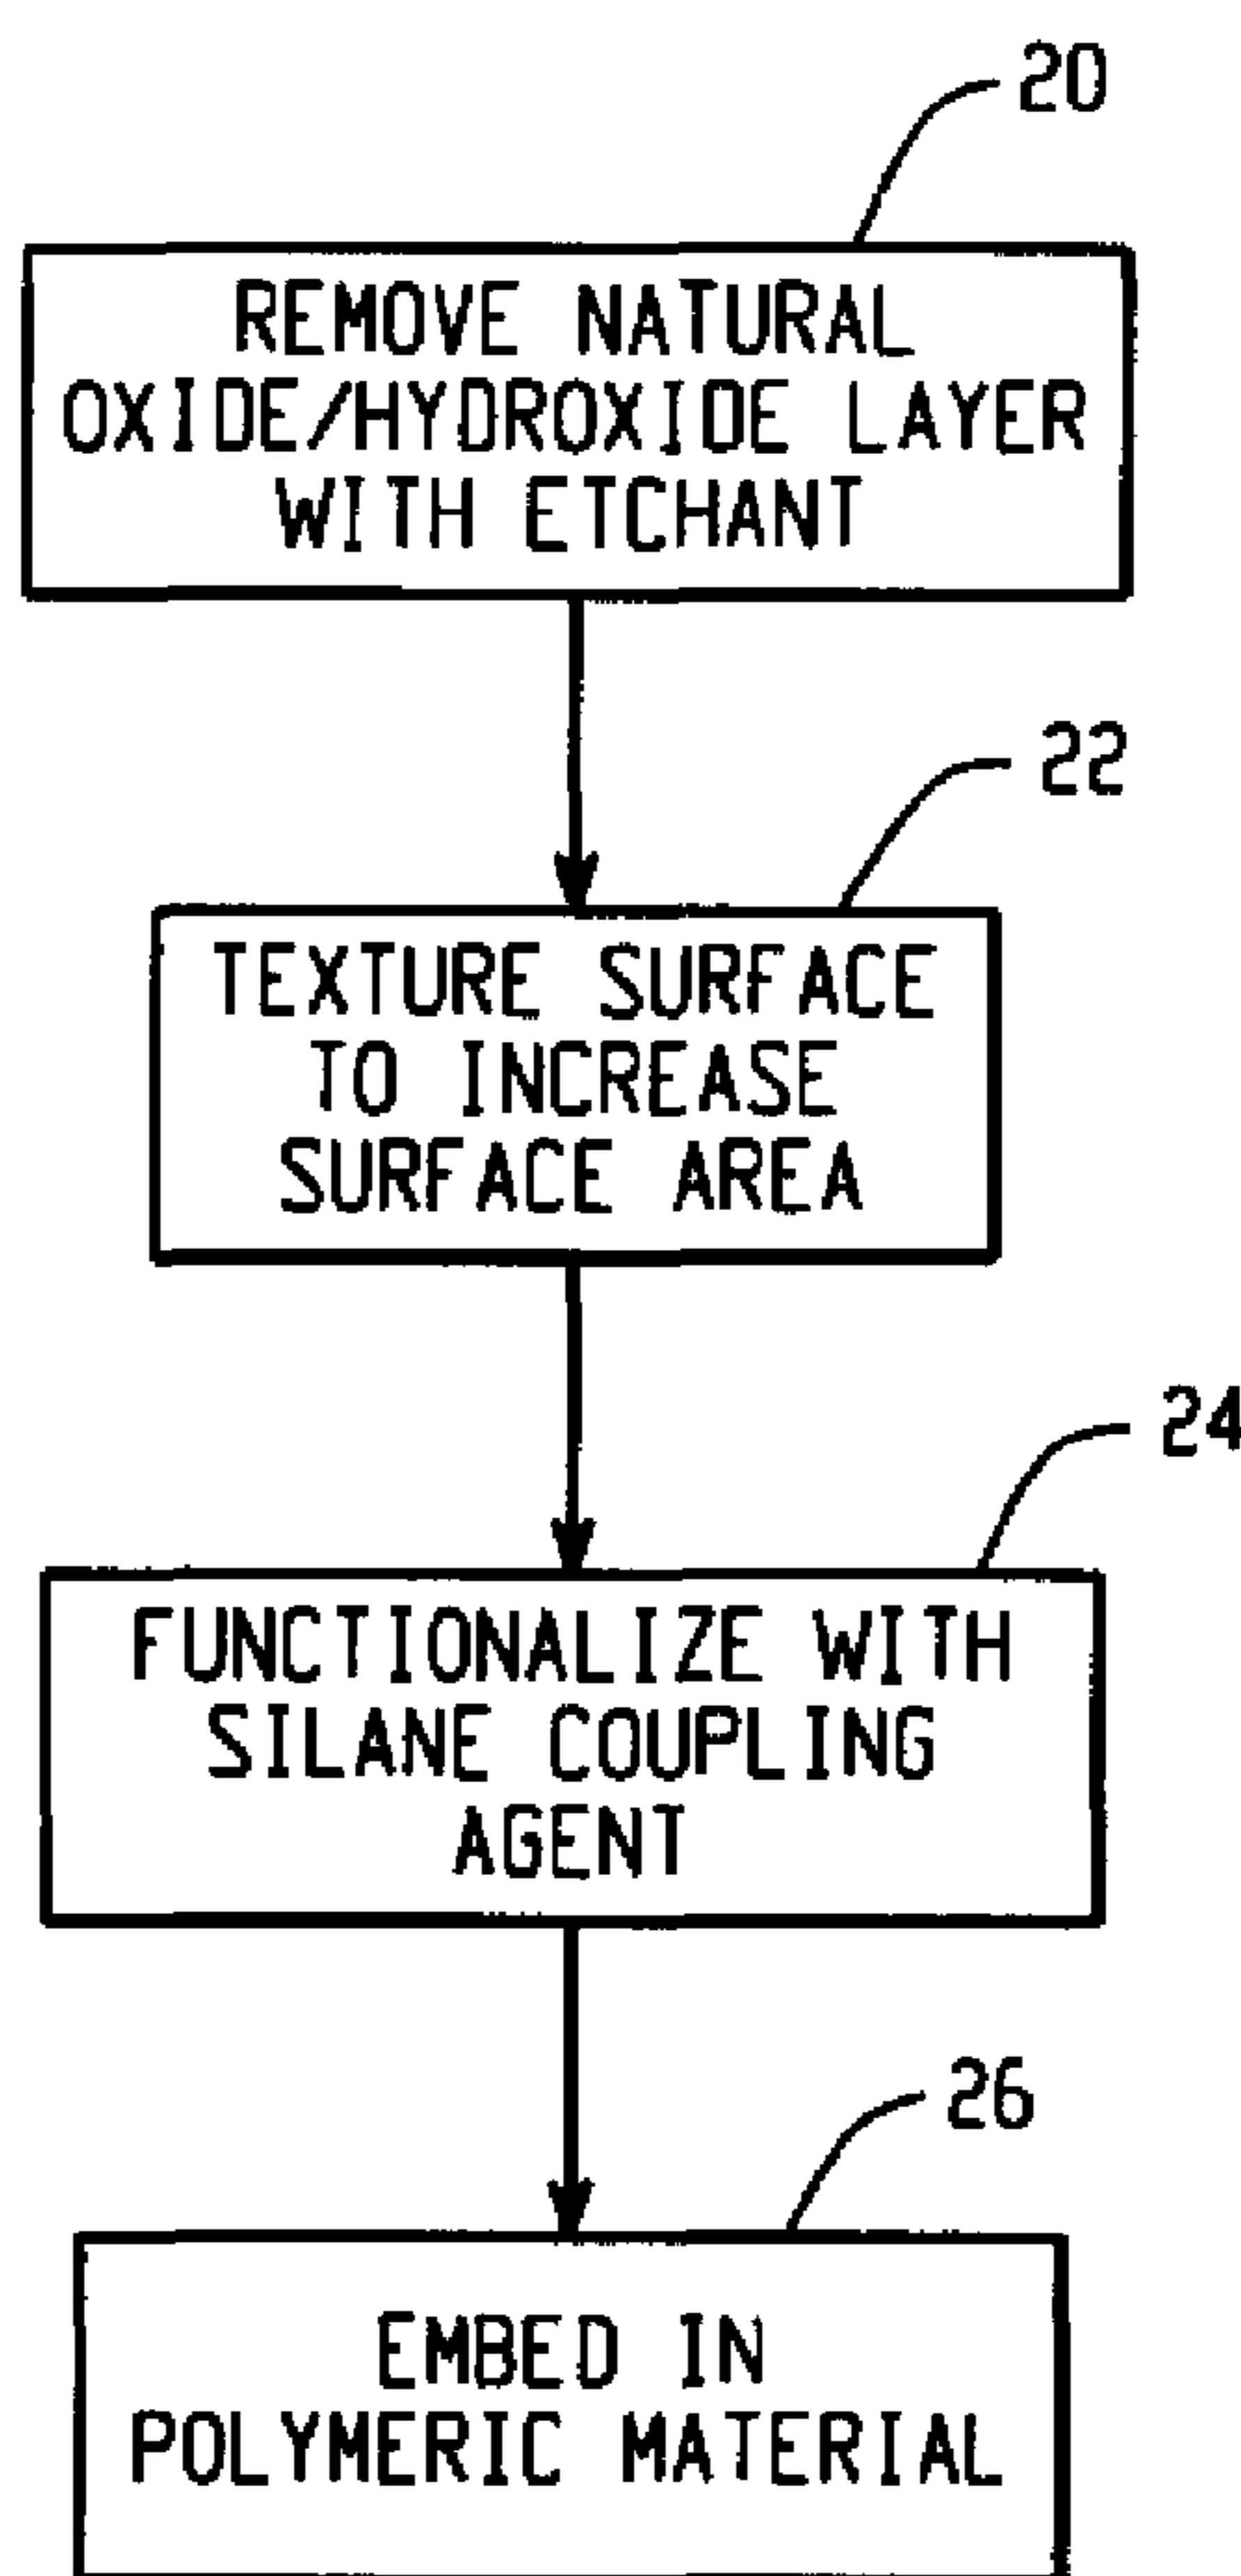 20
REMOVE NATURAL
OXIDE/HYDROXIDE LAYER
WITH ETCHANT
22
TEXTURE SURFACE
TO INCREASE
SURFACE AREA
24
FUNCTIONALIZE WITH
SILANE COUPLING
AGENT
26
EMBED IN
POLYMERIC MATERIAL